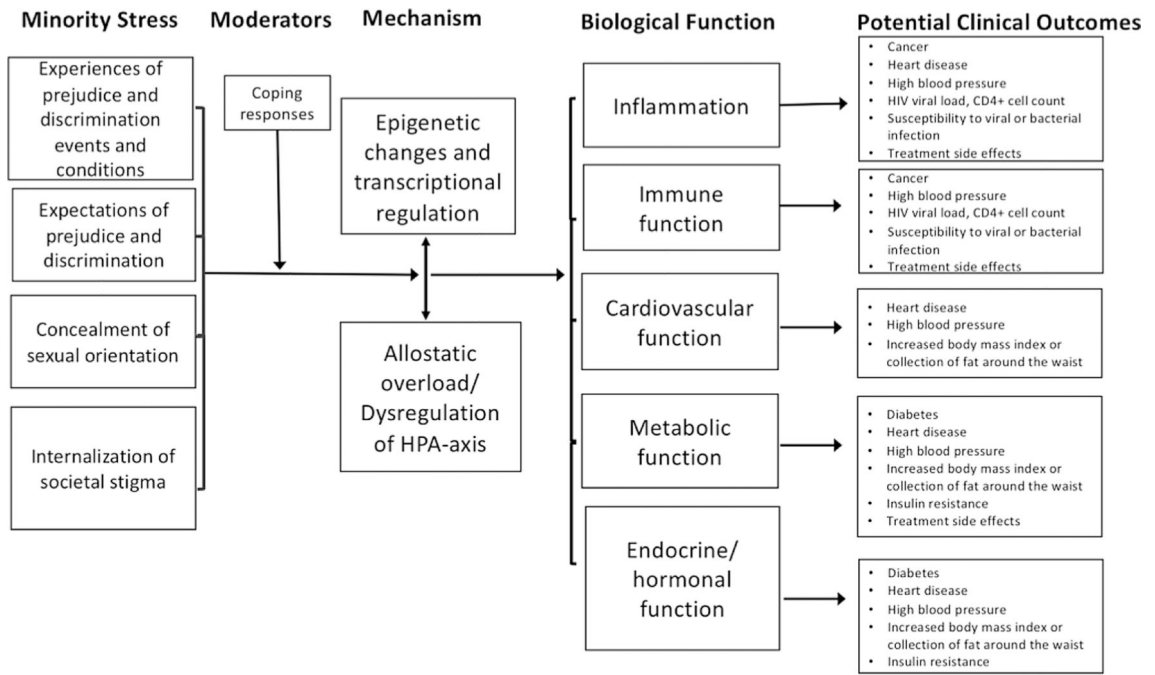 Minority Stress
Moderators
Mechanism
Biological Function
Potential Clinical Outcomes
Experiences of
prejudice and
discrimination
events and
conditions
Expectations of
prejudice and
discrimination
Concealment of
sexual orientation
Internalization of
societal stigma
Coping
responses
Epigenetic
changes and
transcriptional
regulation
Allostatic
overload/
Dysregulation
of HPA-axis
Inflammation
Immune
function
Cardiovascular
function
Metabolic
function
Endocrine/
hormonal
function
• Cancer
• Heart disease
• High blood pressure
• HIV viral load, CD4+ cell count
• Susceptibility to viral or bacterial
infection
• Treatment side effects
• Cancer
• High blood pressure
• HIV viral load, CD4+ cell count
• Susceptibility to viral or bacterial
infection
• Treatment side effects
• Heart disease
• High blood pressure
• Increased body mass index or
collection of fat around the waist
• Diabetes
• Heart disease
• High blood pressure
• Increased body mass index or
collection of fat around the waist
• Insulin resistance
• Treatment side effects
• Diabetes
• Heart disease
• High blood pressure
• Increased body mass index or
collection of fat around the waist
• Insulin resistance